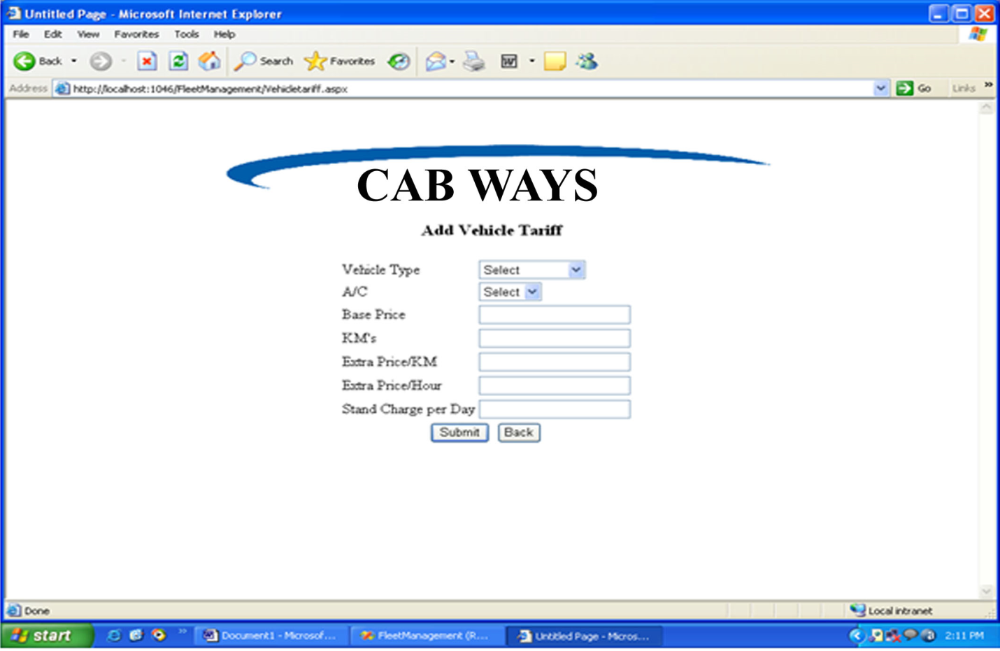 Untitled Page - Microsoft Internet Explorer
File Edit View Favorites Tools Help
Back Search Favorites
Address http://localhost:1046/FleetManagement/Vehicletariff.aspx Go Links »
CAB WAYS
Add Vehicle Tariff
Vehicle Type Select
A/C Select
Base Price
KM's
Extra Price/KM
Extra Price/Hour
Stand Charge per Day
Submit Back
Done Local intranet
start » Document1 - Microsof... FleetManagement (R... Untitled Page - Micros... 2:11 PM